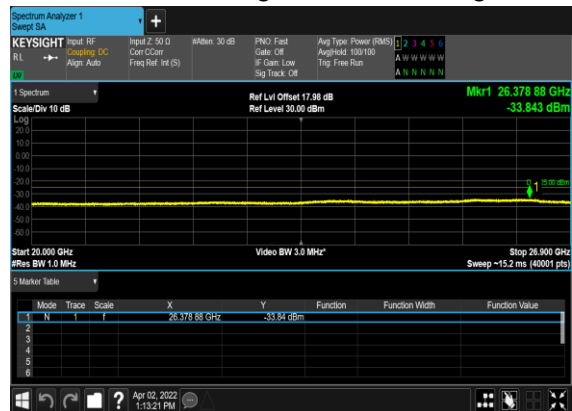 Spectrum Analyzer 1
Swept SA
+
KEYSIGHT Input: RF Input Z: 50 Ω #Atten: 30 dB PNO: Fast Avg Type: Power (RMS) 1 2 3 4 5 6
RL Coupling: DC Corr CCorr Gate: Off Avg|Hold: 100/100 A W W W W W
Align: Auto Freq Ref: Int (S) IF Gain: Low Trig: Free Run
Sig Track: Off A N N N N N
LXI
1 Spectrum Ref Lvl Offset 17.98 dB Mkr1 26.378 88 GHz
Scale/Div 10 dB Ref Level 30.00 dBm -33.843 dBm
Log
20.0
10.0
0.00
-10.0
-20.0
-25.00 dBm
1
-30.0
-40.0
-50.0
-60.0
Start 20.000 GHz Video BW 3.0 MHz* Stop 26.900 GHz
#Res BW 1.0 MHz Sweep ~15.2 ms (40001 pts)
5 Marker Table
Mode Trace Scale X Y Function Function Width Function Value
1 N 1 f 26.378 88 GHz -33.84 dBm
2
3
4
5
6
? Apr 02, 2022
1:13:21 PM